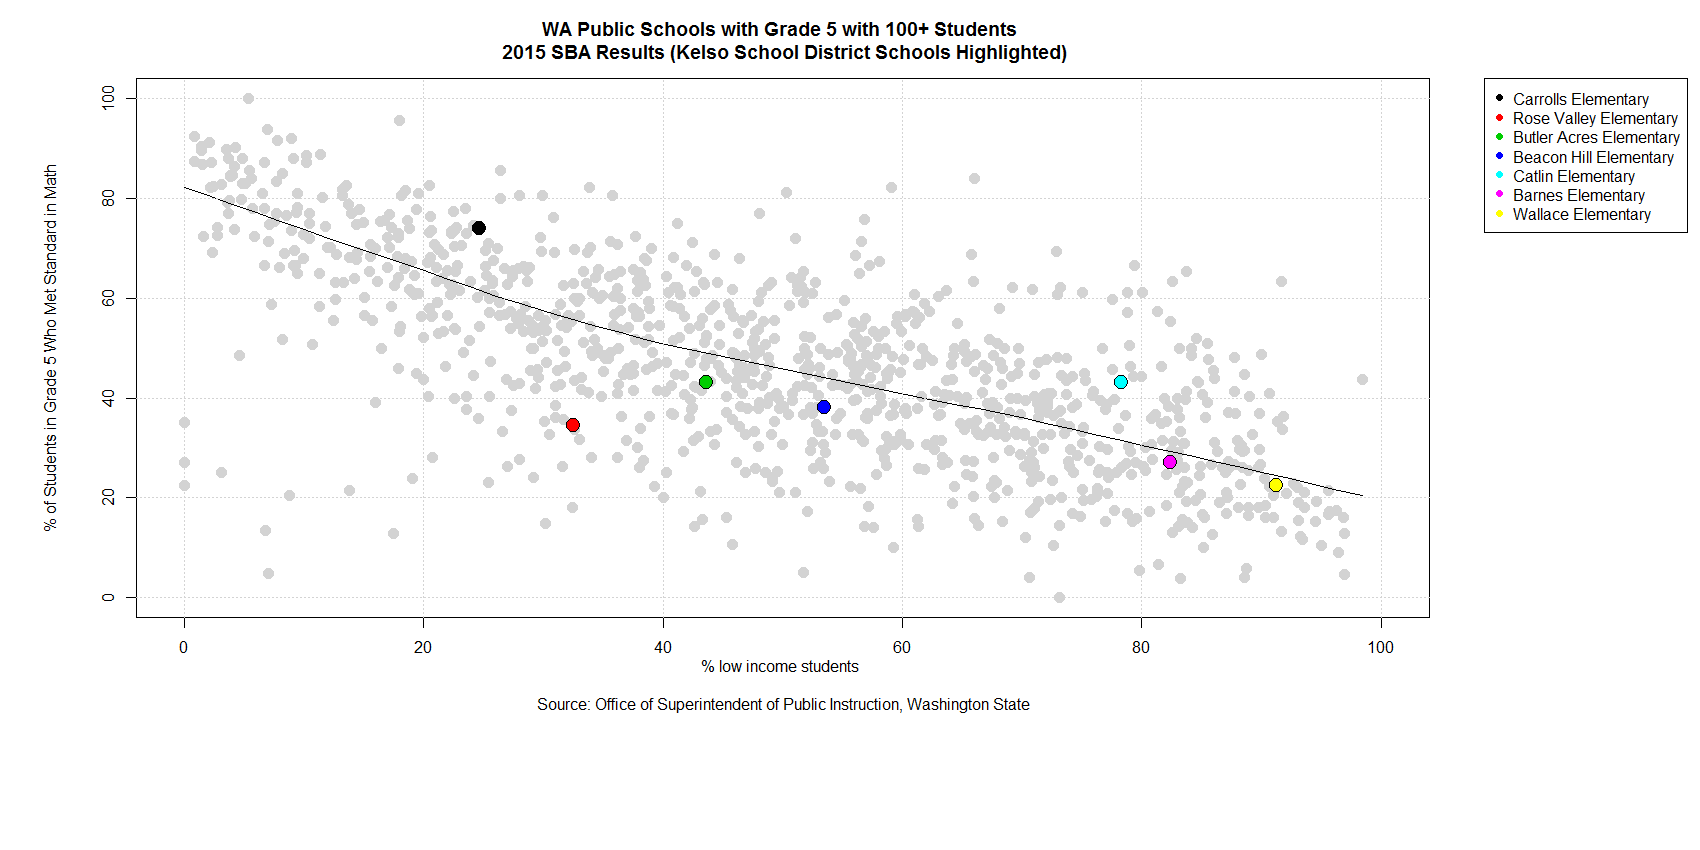 WA Public Schools with Grade 5 with 100+ Students
2015 SBA Results (Kelso School District Schools Highlighted)
% of Students in Grade 5 Who Met Standard in Math
100
80
60
40
20
0
0 20 40 60 80 100
% low income students
Source: Office of Superintendent of Public Instruction, Washington State
Carrolls Elementary
Rose Valley Elementary
Butler Acres Elementary
Beacon Hill Elementary
Catlin Elementary
Barnes Elementary
Wallace Elementary